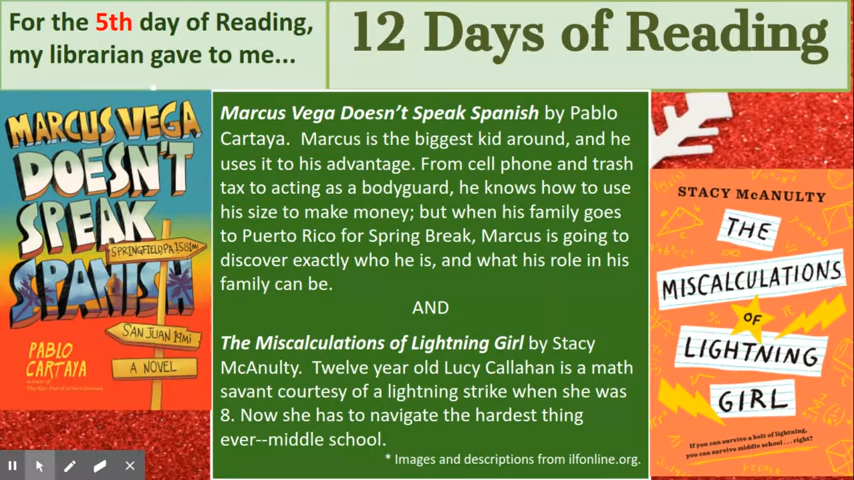 For the 5th day of Reading,
my librarian gave to me...
12 Days of Reading
MARCUS VEGA
DOESN'T
SPEAK
SPANISH
SPRINGFIELD, PA 1581 MI
SAN JUAN 19 MI
PABLO
CARTAYA
A NOVEL
Marcus Vega Doesn't Speak Spanish by Pablo
Cartaya. Marcus is the biggest kid around, and he
uses it to his advantage. From cell phone and trash
tax to acting as a bodyguard, he knows how to use
his size to make money; but when his family goes
to Puerto Rico for Spring Break, Marcus is going to
discover exactly who he is, and what his role in his
family can be.
AND
The Miscalculations of Lightning Girl by Stacy
McAnulty. Twelve year old Lucy Callahan is a math
savant courtesy of a lightning strike when she was
8. Now she has to navigate the hardest thing
ever--middle school.
* Images and descriptions from ilfonline.org.
STACY McANULTY
THE
MISCALCULATIONS
OF
LIGHTNING
GIRL
If you can survive a bolt of lightning,
you can survive middle school . . . right?